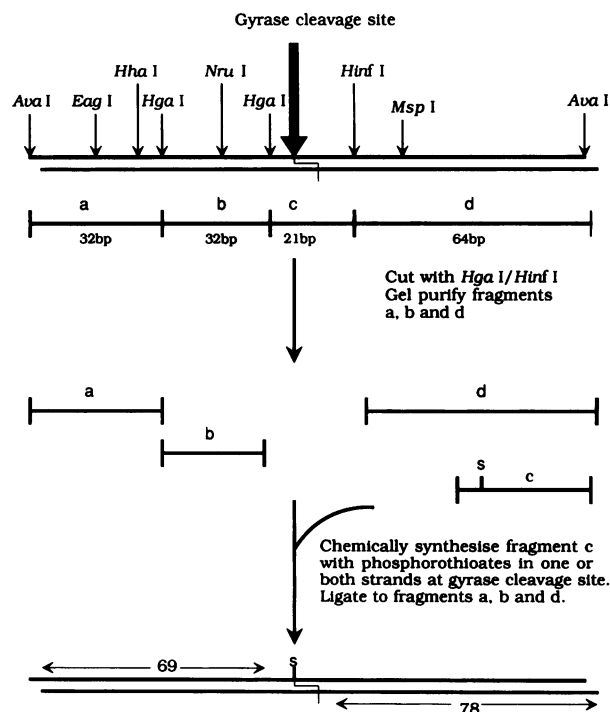 Gyrase cleavage site
Hha I
Nru I
Hinf I
Ava I
Eag I
Hga I
Hga I
Msp I
Ava I
a
b
c
d
32bp
32bp
21bp
64bp
Cut with Hga I/Hinf I
Gel purify fragments
a, b and d
a
d
b
s
c
Chemically synthesise fragment c
with phosphorothioates in one or
both strands at gyrase cleavage site.
Ligate to fragments a, b and d.
69
s
78